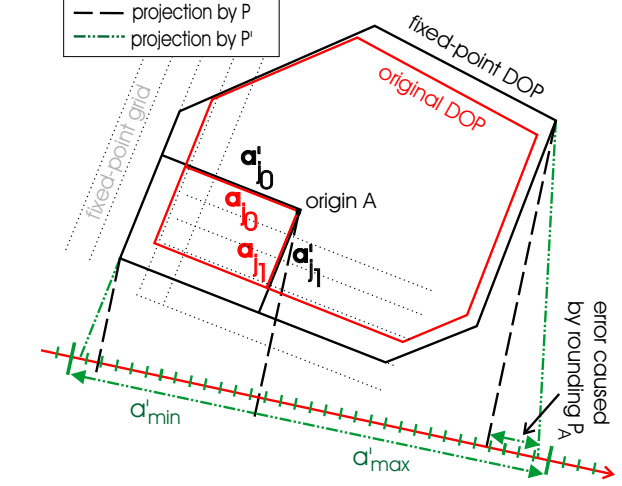 projection by P
projection by P'
fixed-point DOP
original DOP
fixed-point grid
a'j0
origin A
aj0
aj1
a'j1
error caused
by rounding PA
a'min
a'max